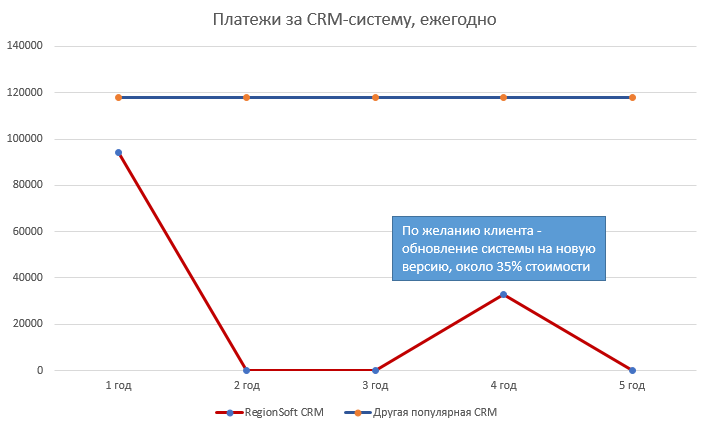 Платежи за CRM-систему, ежегодно
140000
120000
100000
80000
60000
40000
20000
0
По желанию клиента -
обновление системы на новую
версию, около 35% стоимости
1 год
2 год
3 год
4 год
5 год
RegionSoft CRM
Другая популярная CRM